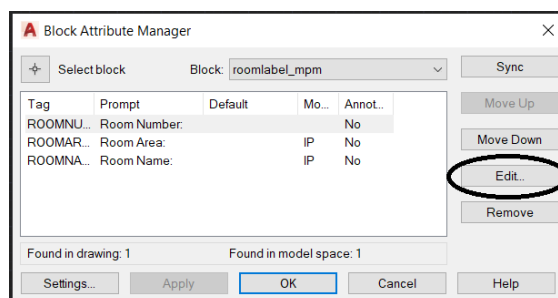 A Block Attribute Manager
Select block Block: roomlabel_mpm Sync
Tag Prompt Default Mo... Annot... Move Up
ROOMNU... Room Number: No
ROOMAR... Room Area: IP No Move Down
ROOMNA... Room Name: IP No
Edit...
Remove
Found in drawing: 1 Found in model space: 1
Settings... Apply OK Cancel Help